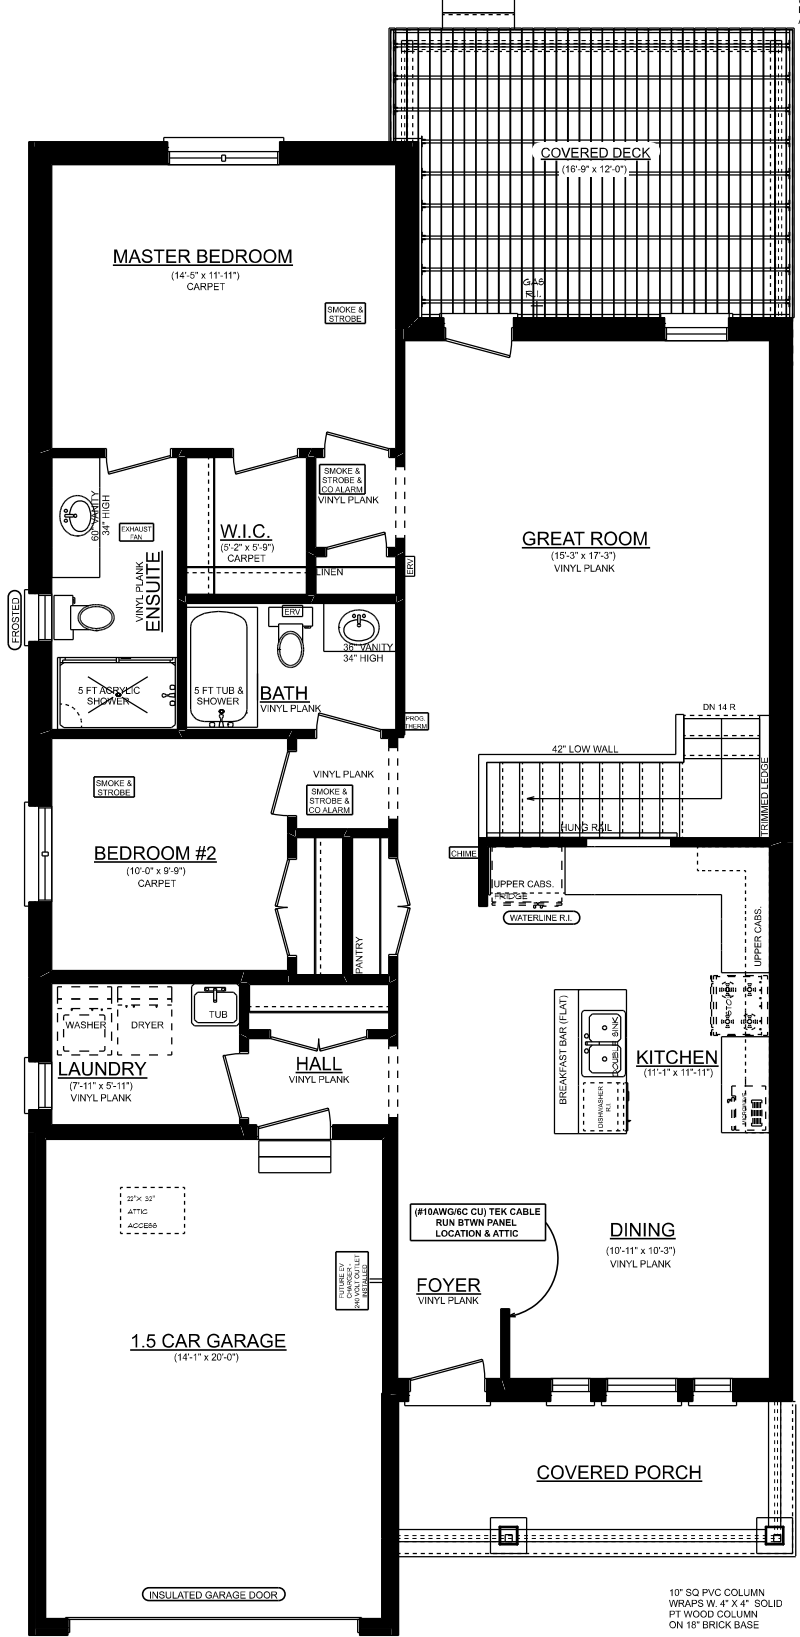 COVERED DECK
(16'-9" x 12'-0")
GAS
R.I.
MASTER BEDROOM
(14'-5" x 11'-11")
CARPET
SMOKE &
STROBE
SMOKE &
STROBE &
CO ALARM
VINYL PLANK
60" VANITY
34" HIGH
EXHAUST
FAN
VINYL PLANK
ENSUITE
FROSTED
W.I.C.
(5'-2" x 5'-9")
CARPET
LINEN
ERV
GREAT ROOM
(15'-3" x 17'-3")
VINYL PLANK
ERV
36" VANITY
34" HIGH
5 FT ACRYLIC
SHOWER
5 FT TUB &
SHOWER
BATH
VINYL PLANK
PROG.
THERM
DN 14 R
42" LOW WALL
TRIMMED LEDGE
HUNG RAIL
VINYL PLANK
SMOKE &
STROBE &
CO ALARM
SMOKE &
STROBE
BEDROOM #2
(10'-0" x 9'-9")
CARPET
CHIME
UPPER CABS.
FRIDGE
WATERLINE R.I.
UPPER CABS.
PANTRY
WASHER
DRYER
TUB
LAUNDRY
(7'-11" x 5'-11")
VINYL PLANK
HALL
VINYL PLANK
BREAKFAST BAR (FLAT)
DOUBLE SINK
DISHWASHER
R.I.
STOVE
KITCHEN
(11'-1" x 11'-11")
22"X 32"
ATTIC
ACCESS
(#10AWG/6C CU) TEK CABLE
RUN BTWN PANEL
LOCATION & ATTIC
DINING
(10'-11" x 10'-3")
VINYL PLANK
FUTURE EV
CHARGER -
240 VOLT OUTLET
INSTALLED
FOYER
VINYL PLANK
1.5 CAR GARAGE
(14'-1" x 20'-0")
COVERED PORCH
INSULATED GARAGE DOOR
10" SQ PVC COLUMN
WRAPS W. 4" X 4" SOLID
PT WOOD COLUMN
ON 18" BRICK BASE